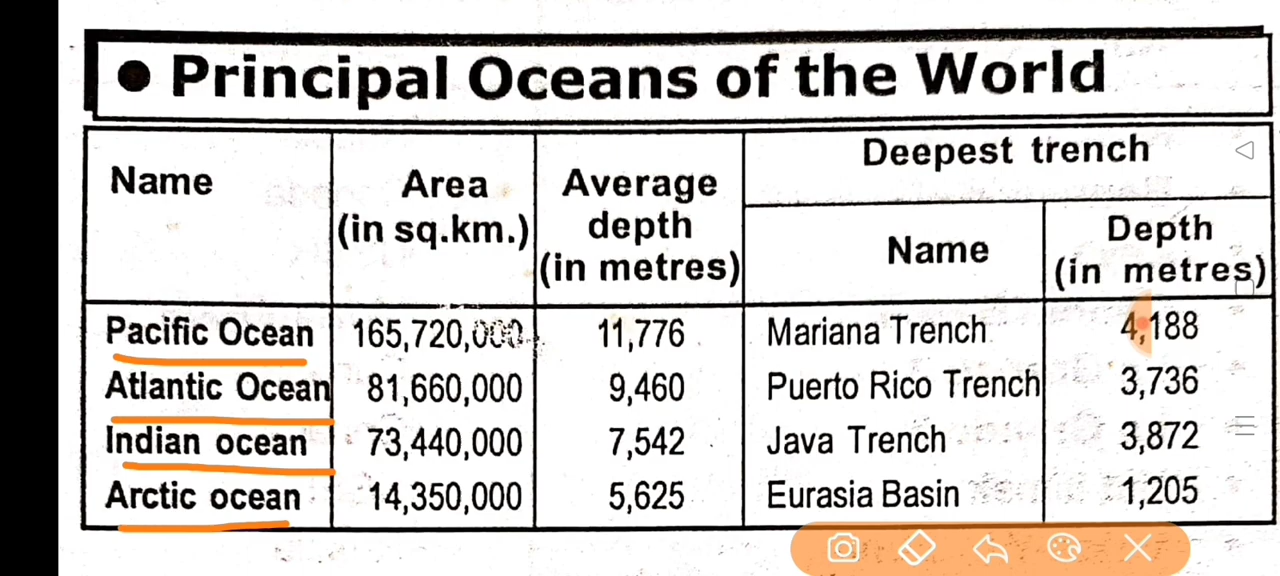 ● Principal Oceans of the World
Name Area (in sq.km.) Average depth (in metres) Deepest trench
Name Depth (in metres)
Pacific Ocean 165,720,000 11,776 Mariana Trench 4,188
Atlantic Ocean 81,660,000 9,460 Puerto Rico Trench 3,736
Indian ocean 73,440,000 7,542 Java Trench 3,872
Arctic ocean 14,350,000 5,625 Eurasia Basin 1,205